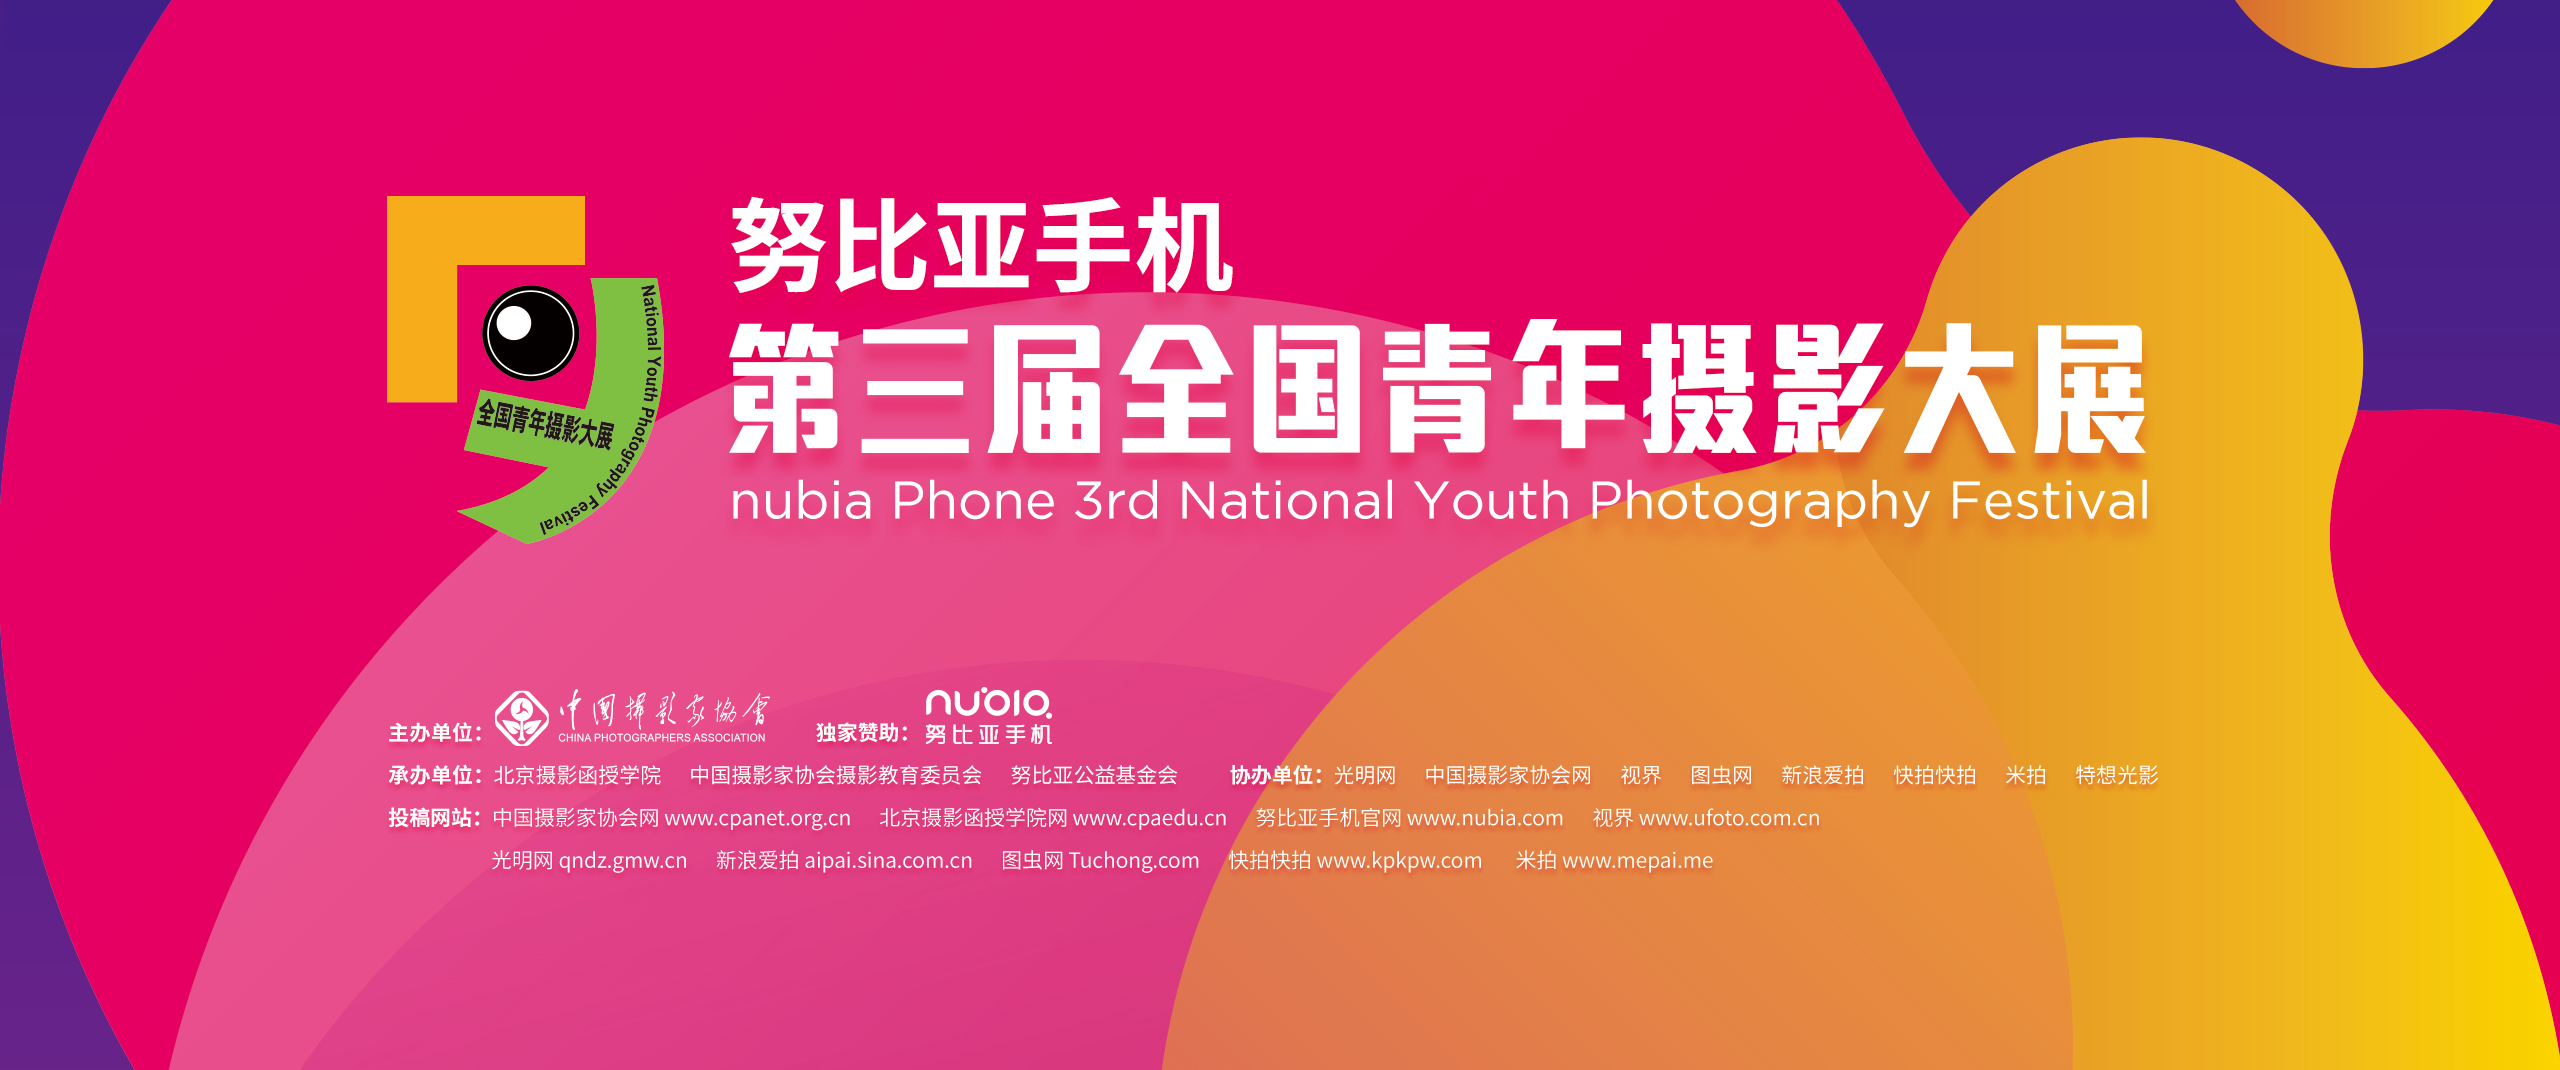 努比亚手机
第三届全国青年摄影大展
nubia Phone 3rd National Youth Photography Festival
全国青年摄影大展
National Youth Photography Festival
主办单位： 中國攝影家協會 CHINA PHOTOGRAPHERS ASSOCIATION 独家赞助： nubia 努比亚手机
承办单位：北京摄影函授学院 中国摄影家协会摄影教育委员会 努比亚公益基金会 协办单位：光明网 中国摄影家协会网 视界 图虫网 新浪爱拍 快拍快拍 米拍 特想光影
投稿网站：中国摄影家协会网 www.cpanet.org.cn 北京摄影函授学院网 www.cpaedu.cn 努比亚手机官网 www.nubia.com 视界 www.ufoto.com.cn
光明网 qndz.gmw.cn 新浪爱拍 aipai.sina.com.cn 图虫网 Tuchong.com 快拍快拍 www.kpkpw.com 米拍 www.mepai.me